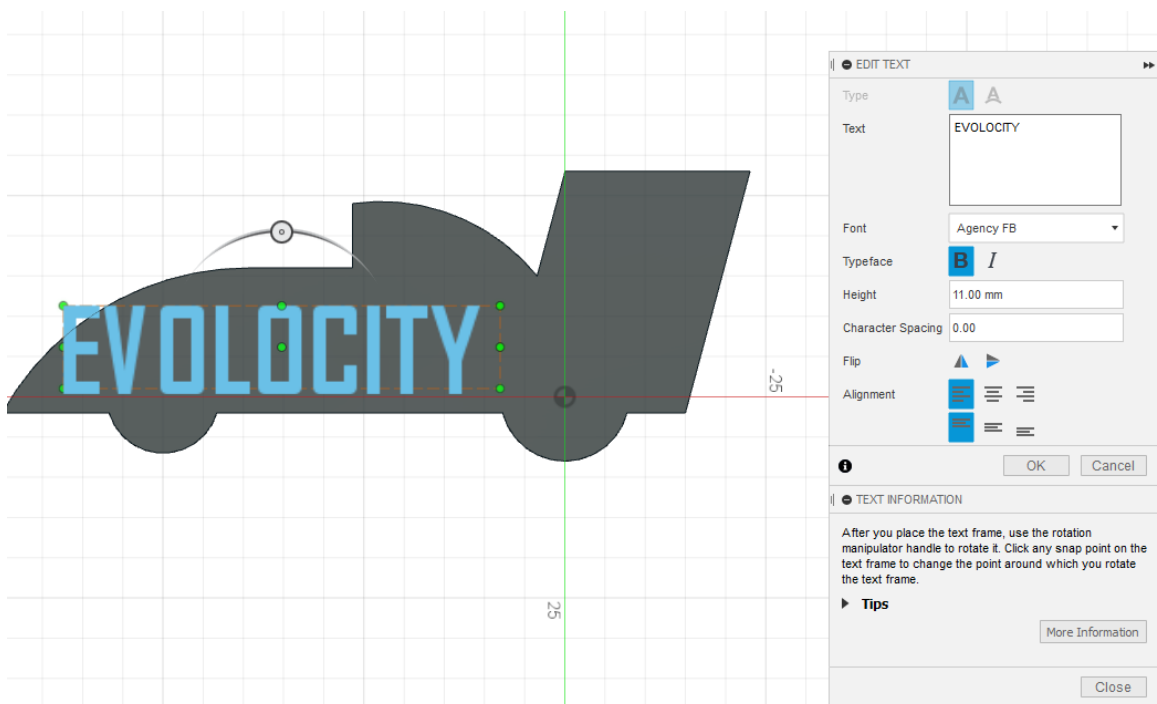 EDIT TEXT
Type A A
Text EVOLOCITY
Font Agency FB
Typeface B I
Height 11.00 mm
Character Spacing 0.00
Flip
Alignment
OK Cancel
TEXT INFORMATION
After you place the text frame, use the rotation
manipulator handle to rotate it. Click any snap point on the
text frame to change the point around which you rotate
the text frame.
Tips
More Information
Close
EVOLOCITY
-25
25